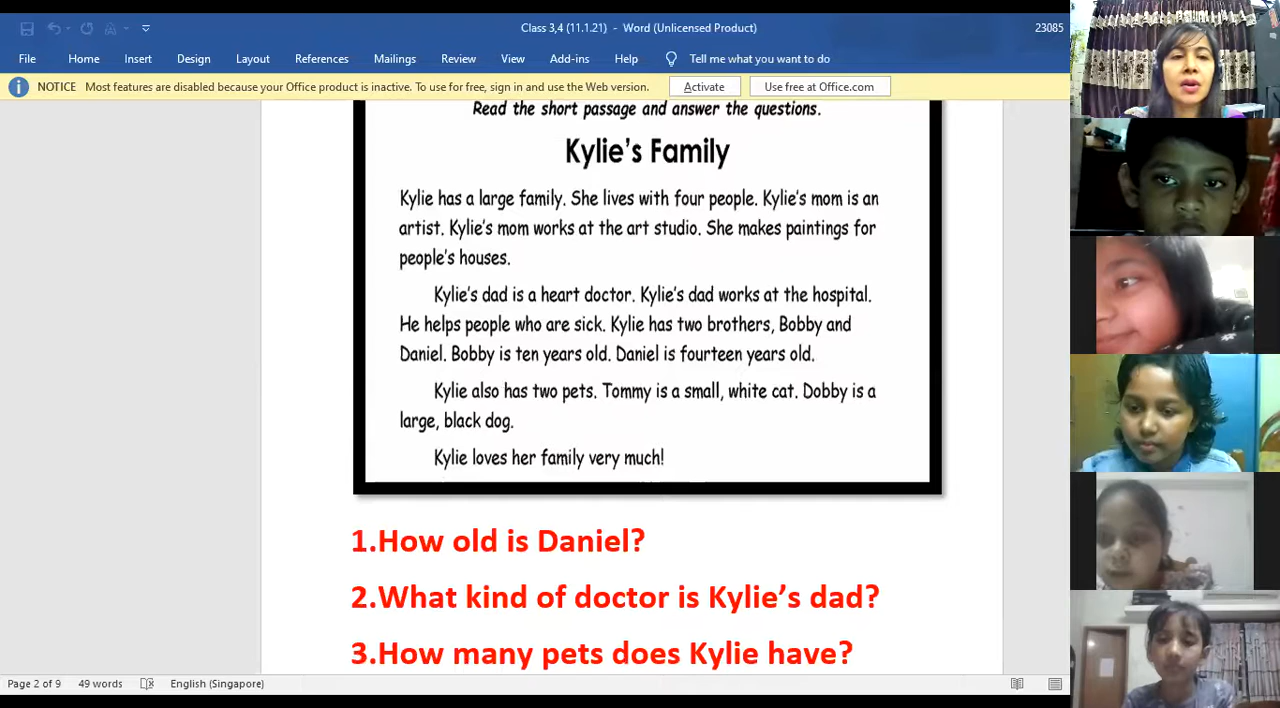 Class 3,4 (11.1.21) - Word (Unlicensed Product)
23085
File Home Insert Design Layout References Mailings Review View Add-ins Help Tell me what you want to do
NOTICE Most features are disabled because your Office product is inactive. To use for free, sign in and use the Web version. Activate Use free at Office.com
Read the short passage and answer the questions.
Kylie's Family
Kylie has a large family. She lives with four people. Kylie's mom is an
artist. Kylie's mom works at the art studio. She makes paintings for
people's houses.
Kylie's dad is a heart doctor. Kylie's dad works at the hospital.
He helps people who are sick. Kylie has two brothers, Bobby and
Daniel. Bobby is ten years old. Daniel is fourteen years old.
Kylie also has two pets. Tommy is a small, white cat. Dobby is a
large, black dog.
Kylie loves her family very much!
1.How old is Daniel?
2.What kind of doctor is Kylie’s dad?
3.How many pets does Kylie have?
Page 2 of 9 49 words English (Singapore)